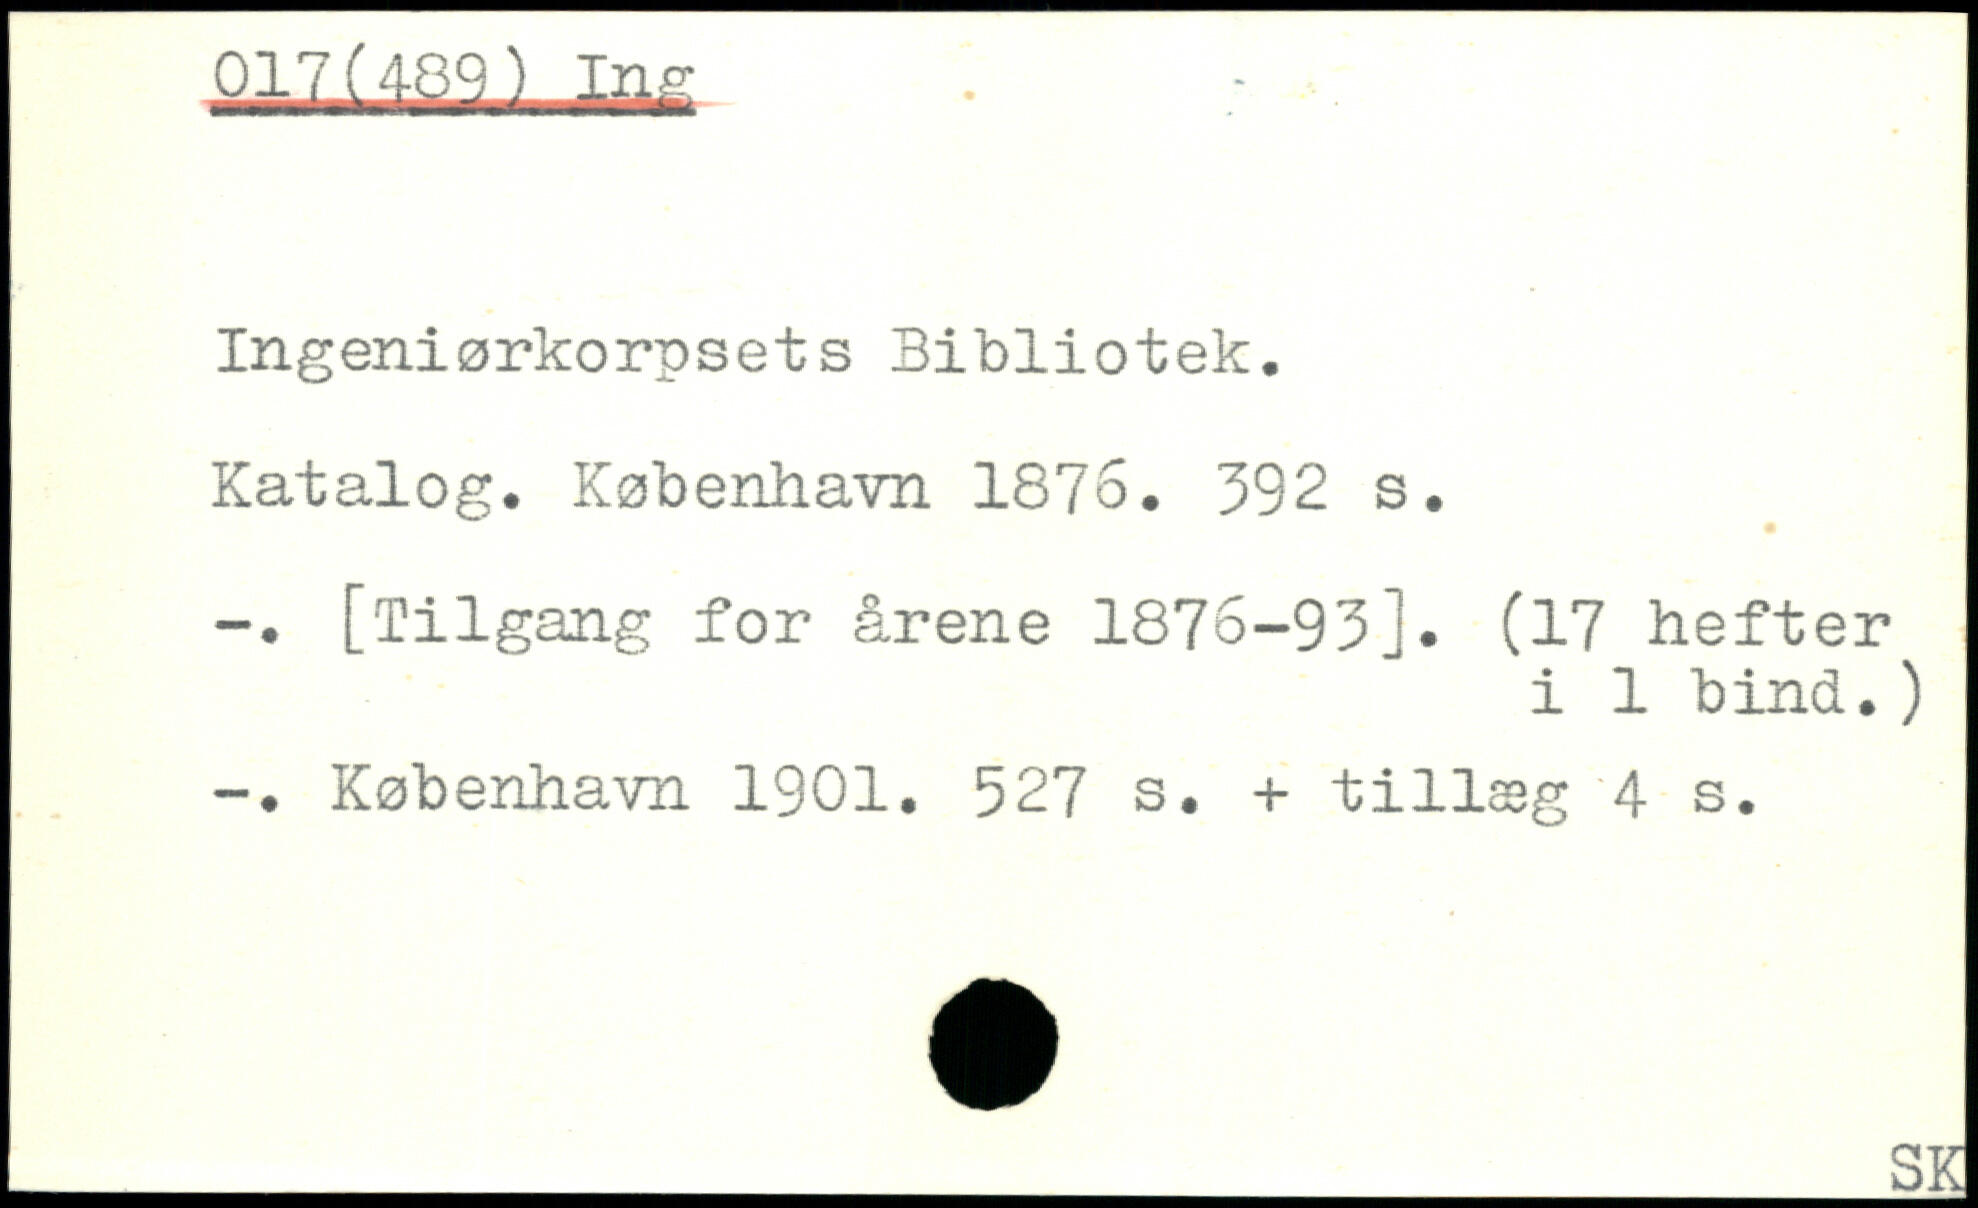 017(489) Ing
Ingeniørkorpsets Bibliotek.
Katalog. København 1876. 392 s.
-. [Tilgang for årene 1876-93]. (17 hefter
i 1 bind.)
-. København 1901. 527 s. + tillæg 4 s.
SK